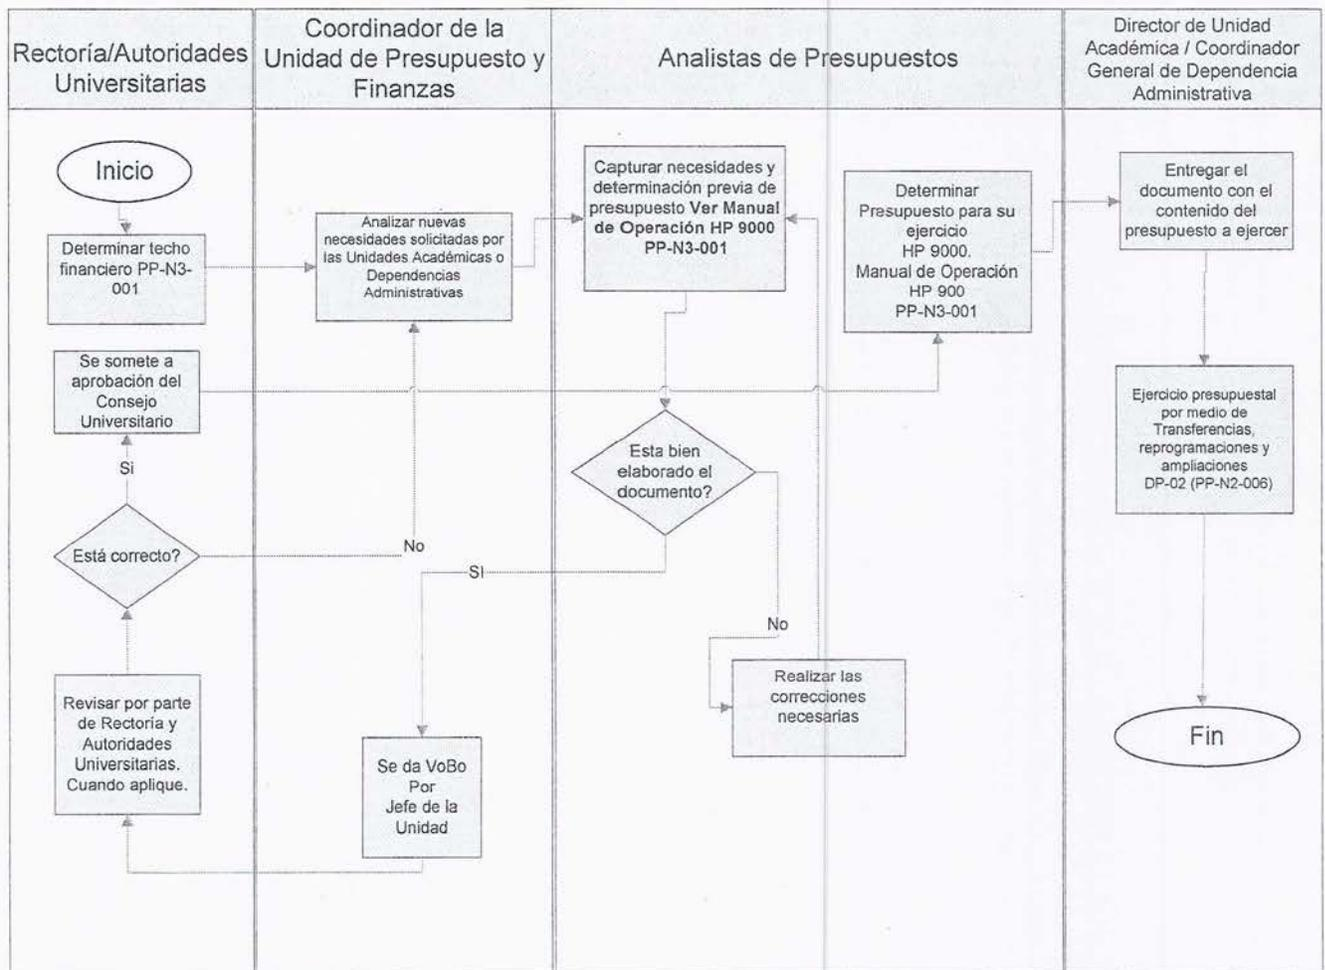 Rectoría/Autoridades
Universitarias
Coordinador de la
Unidad de Presupuesto y
Finanzas
Analistas de Presupuestos
Director de Unidad
Académica / Coordinador
General de Dependencia
Administrativa
Inicio
Determinar techo
financiero PP-N3-
001
Analizar nuevas
necesidades solicitadas por
las Unidades Académicas o
Dependencias
Administrativas
Capturar necesidades y
determinación previa de
presupuesto Ver Manual
de Operación HP 9000
PP-N3-001
Determinar
Presupuesto para su
ejercicio
HP 9000.
Manual de Operación
HP 900
PP-N3-001
Entregar el
documento con el
contenido del
presupuesto a ejercer
Se somete a
aprobación del
Consejo
Universitario
Si
Está correcto?
No
Esta bien
elaborado el
documento?
SI
No
Ejercicio presupuestal
por medio de
Transferencias,
reprogramaciones y
ampliaciones
DP-02 (PP-N2-006)
Revisar por parte
de Rectoría y
Autoridades
Universitarias.
Cuando aplique.
Se da VoBo
Por
Jefe de la
Unidad
Realizar las
correcciones
necesarias
Fin